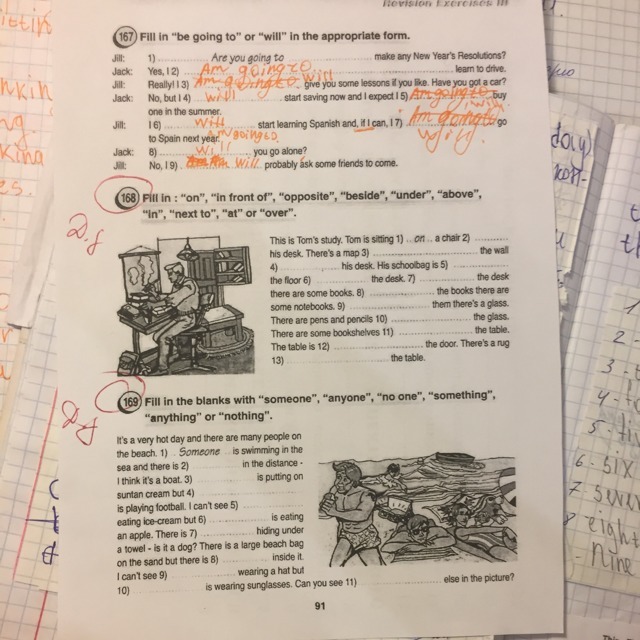 Revision Exercises III
167 Fill in "be going to" or "will" in the appropriate form.
Jill: 1) Are you going to make any New Year's Resolutions?
Jack: Yes, I 2) Am going to learn to drive.
Jill: Really! I 3) Am going to will give you some lessons if you like. Have you got a car?
Jack: No, but I 4) will start saving now and I expect I 5) Am going to buy
one in the summer. will
Jill: I 6) will start learning Spanish and, if I can, I 7) Am going to go
to Spain next year. am going to will
Jack: 8) will you go alone?
Jill: No, I 9) will probably ask some friends to come.
168 Fill in : "on", "in front of", "opposite", "beside", "under", "above",
"in", "next to", "at" or "over".
This is Tom's study. Tom is sitting 1) on a chair 2)
his desk. There's a map 3) the wall
4) his desk. His schoolbag is 5)
the floor 6) the desk. 7) the desk
there are some books. 8) the books there are
some notebooks. 9) them there's a glass.
There are pens and pencils 10) the glass.
There are some bookshelves 11) the table.
The table is 12) the door. There's a rug
13) the table.
169 Fill in the blanks with "someone", "anyone", "no one", "something",
"anything" or "nothing".
It's a very hot day and there are many people on
the beach. 1) Someone is swimming in the
sea and there is 2) in the distance -
I think it's a boat. 3) is putting on
suntan cream but 4)
is playing football. I can't see 5)
eating ice-cream but 6) is eating
an apple. There is 7) hiding under
a towel - is it a dog? There is a large beach bag
on the sand but there is 8) inside it.
I can't see 9) wearing a hat but
10) is wearing sunglasses. Can you see 11) else in the picture?
91